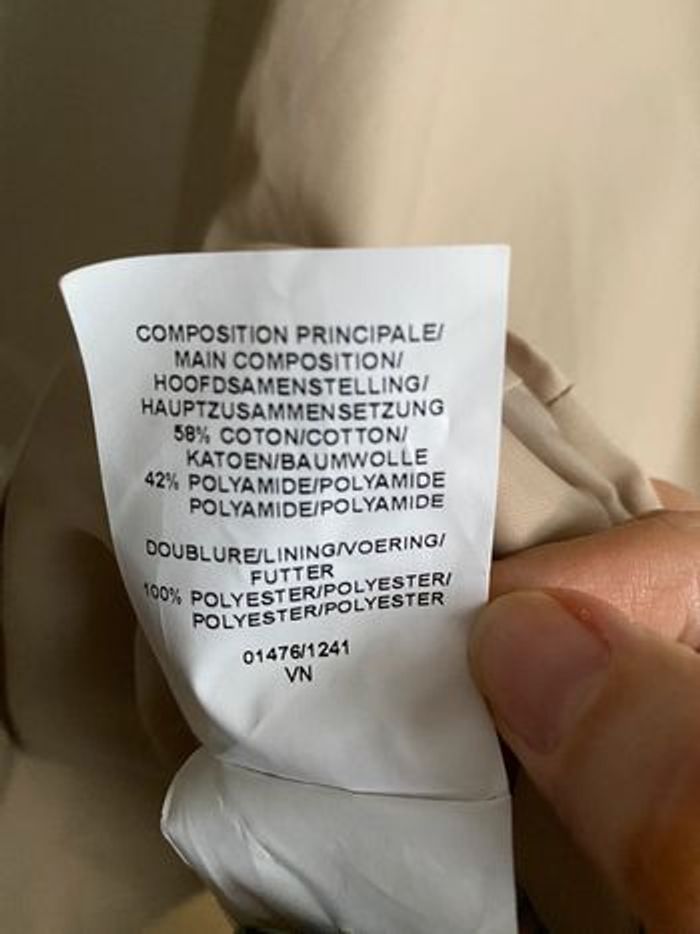 COMPOSITION PRINCIPALE/
MAIN COMPOSITION/
HOOFDSAMENSTELLING/
HAUPTZUSAMMENSETZUNG
58% COTON/COTTON/
KATOEN/BAUMWOLLE
42% POLYAMIDE/POLYAMIDE
POLYAMIDE/POLYAMIDE
DOUBLURE/LINING/VOERING/
FUTTER
100% POLYESTER/POLYESTER/
POLYESTER/POLYESTER
01476/1241
VN